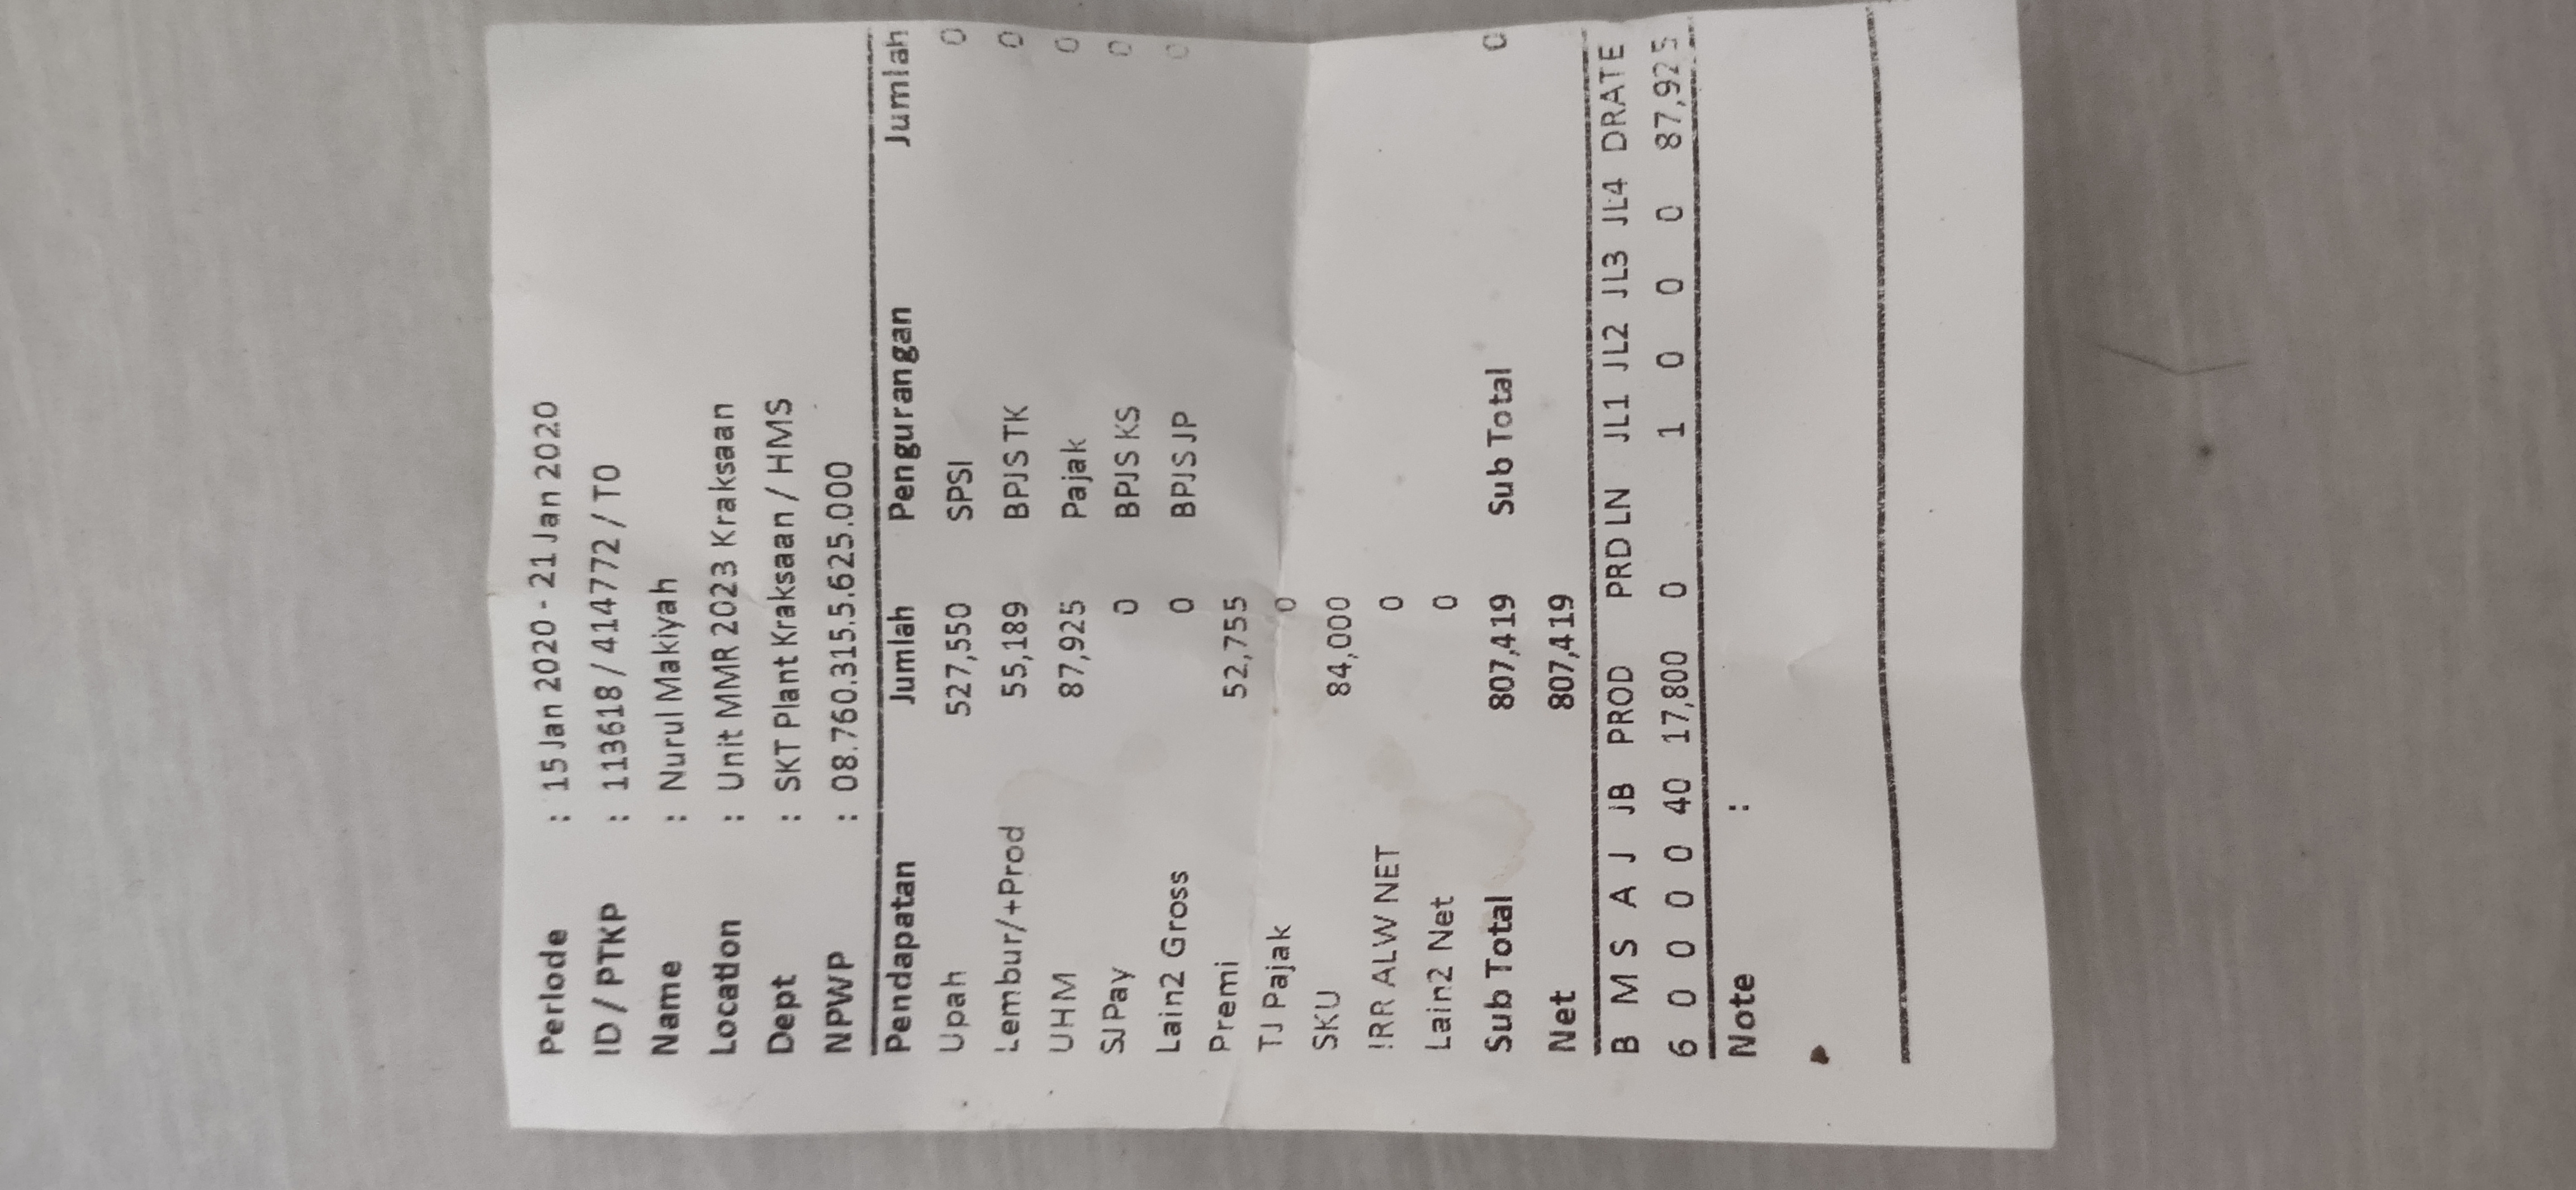 Periode : 15 Jan 2020 - 21 Jan 2020
ID / PTKP : 113618 / 414772 / T0
Name : Nurul Makiyah
Location : Unit MMR 2023 Kraksaan
Dept : SKT Plant Kraksaan / HMS
NPWP : 08.760.315.5.625.000
Pendapatan Jumlah Pengurangan Jumlah
Upah 527,550 SPSI 0
Lembur/+Prod 55,189 BPJS TK 0
UHM 87,925 Pajak 0
SJPay 0 BPJS KS 0
Lain2 Gross 0 BPJS JP 0
Premi 52,755
TJ Pajak 0
SKU 84,000
IRR ALW NET 0
Lain2 Net 0
Sub Total 807,419 Sub Total 0
Net 807,419
B M S A J JB PROD PRD LN JL1 JL2 JL3 JL4 DRATE
6 0 0 0 0 40 17,800 0 1 0 0 0 87,925
Note :